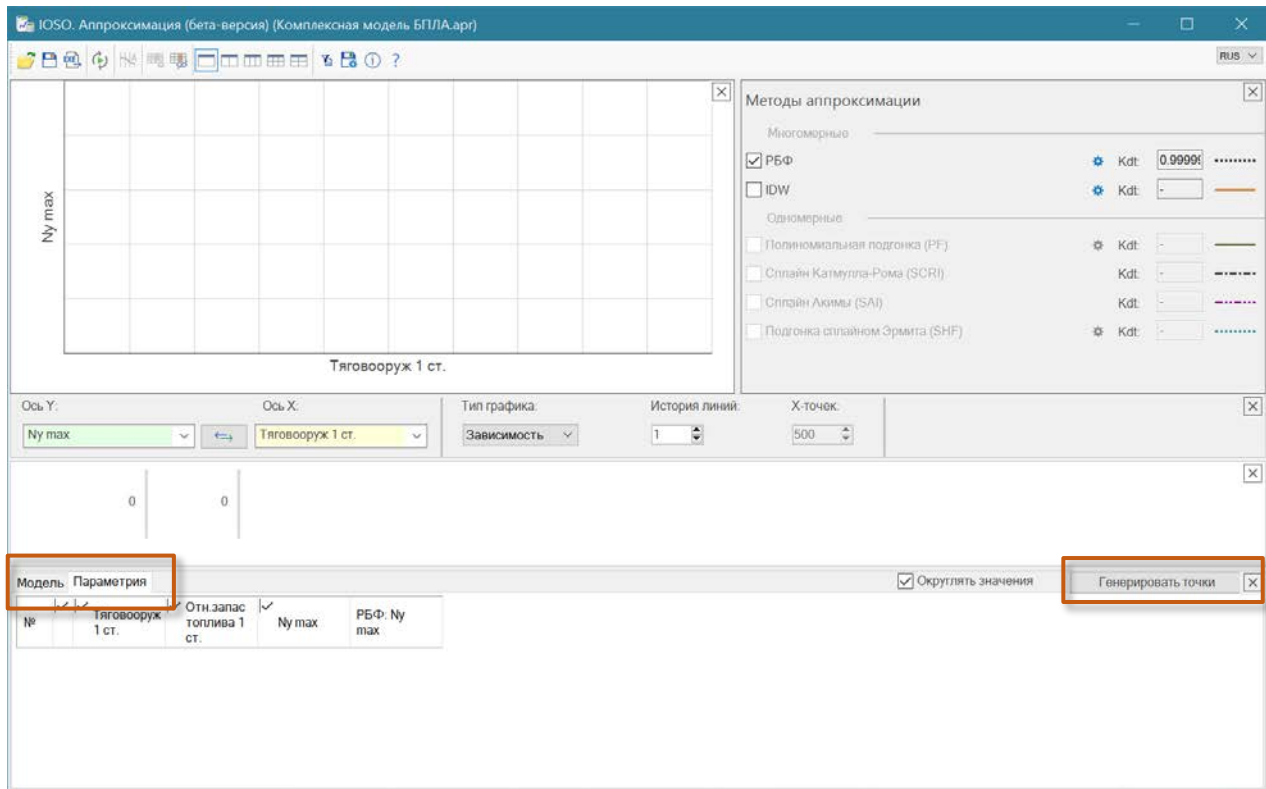 IOSO. Аппроксимация (бета-версия) (Комплексная модель БПЛА.apr)
RUS
Ny max
Тяговооруж 1 ст.
Методы аппроксимации
Многомерные
РБФ Kdt: 0.99999
IDW Kdt: -
Одномерные
Полиномиальная подгонка (PF) Kdt: -
Сплайн Катмулла-Рома (SCRI) Kdt: -
Сплайн Акимы (SAI) Kdt: -
Подгонка сплайном Эрмита (SHF) Kdt: -
Ось Y: Ось X: Тип графика: История линий: X-точек:
Ny max Тяговооруж 1 ст. Зависимость 1 500
0 0
Модель Параметрия Округлять значения Генерировать точки
№ Тяговооруж 1 ст. Отн.запас топлива 1 ст. Ny max РБФ: Ny max